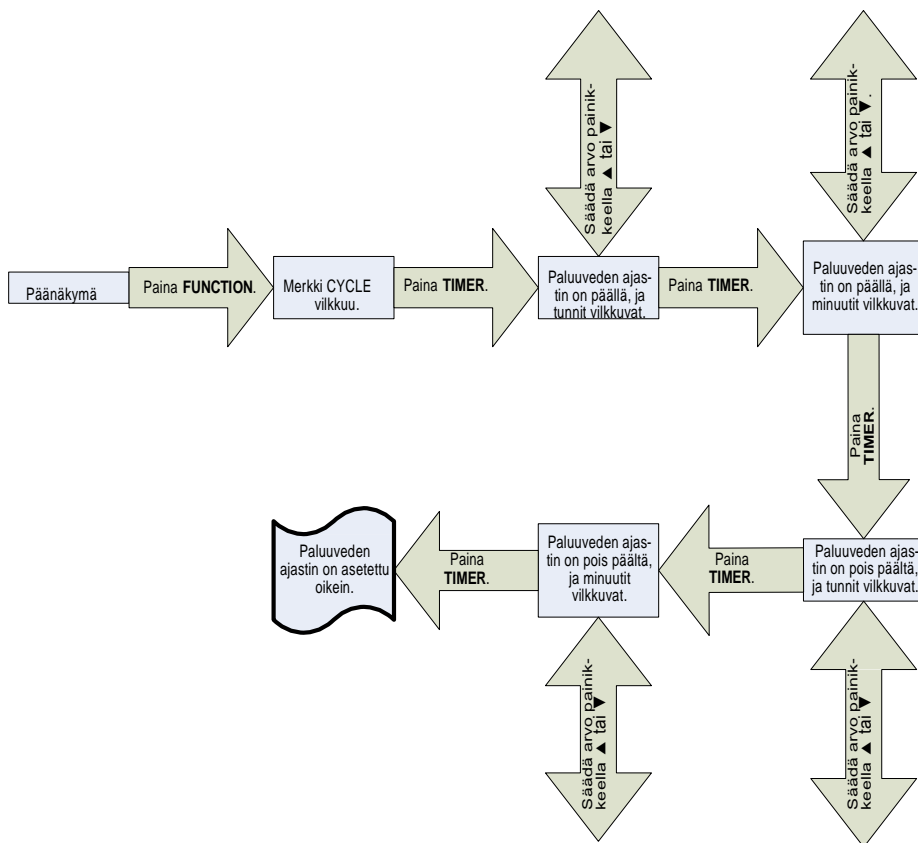 Säädä arvo painik-
keella ▲ tai ▼
Säädä arvo painik-
keella ▲ tai ▼.
Päänäkymä
Paina FUNCTION.
Merkki CYCLE
vilkkuu.
Paina TIMER.
Paluuveden ajas-
tin on päällä, ja
tunnit vilkkuvat.
Paina TIMER.
Paluuveden ajas-
tin on päällä, ja
minuutit vilkkuvat.
Paina
TIMER.
Paluuveden ajas-
tin on pois päältä,
ja tunnit vilkkuvat.
Paina
TIMER.
Paluuveden ajas-
tin on pois päältä,
ja minuutit
vilkkuvat.
Paina
TIMER.
Paluuveden
ajastin on asetettu
oikein.
Säädä arvo painik-
keella ▲ tai ▼
Säädä arvo painik-
keella ▲ tai ▼